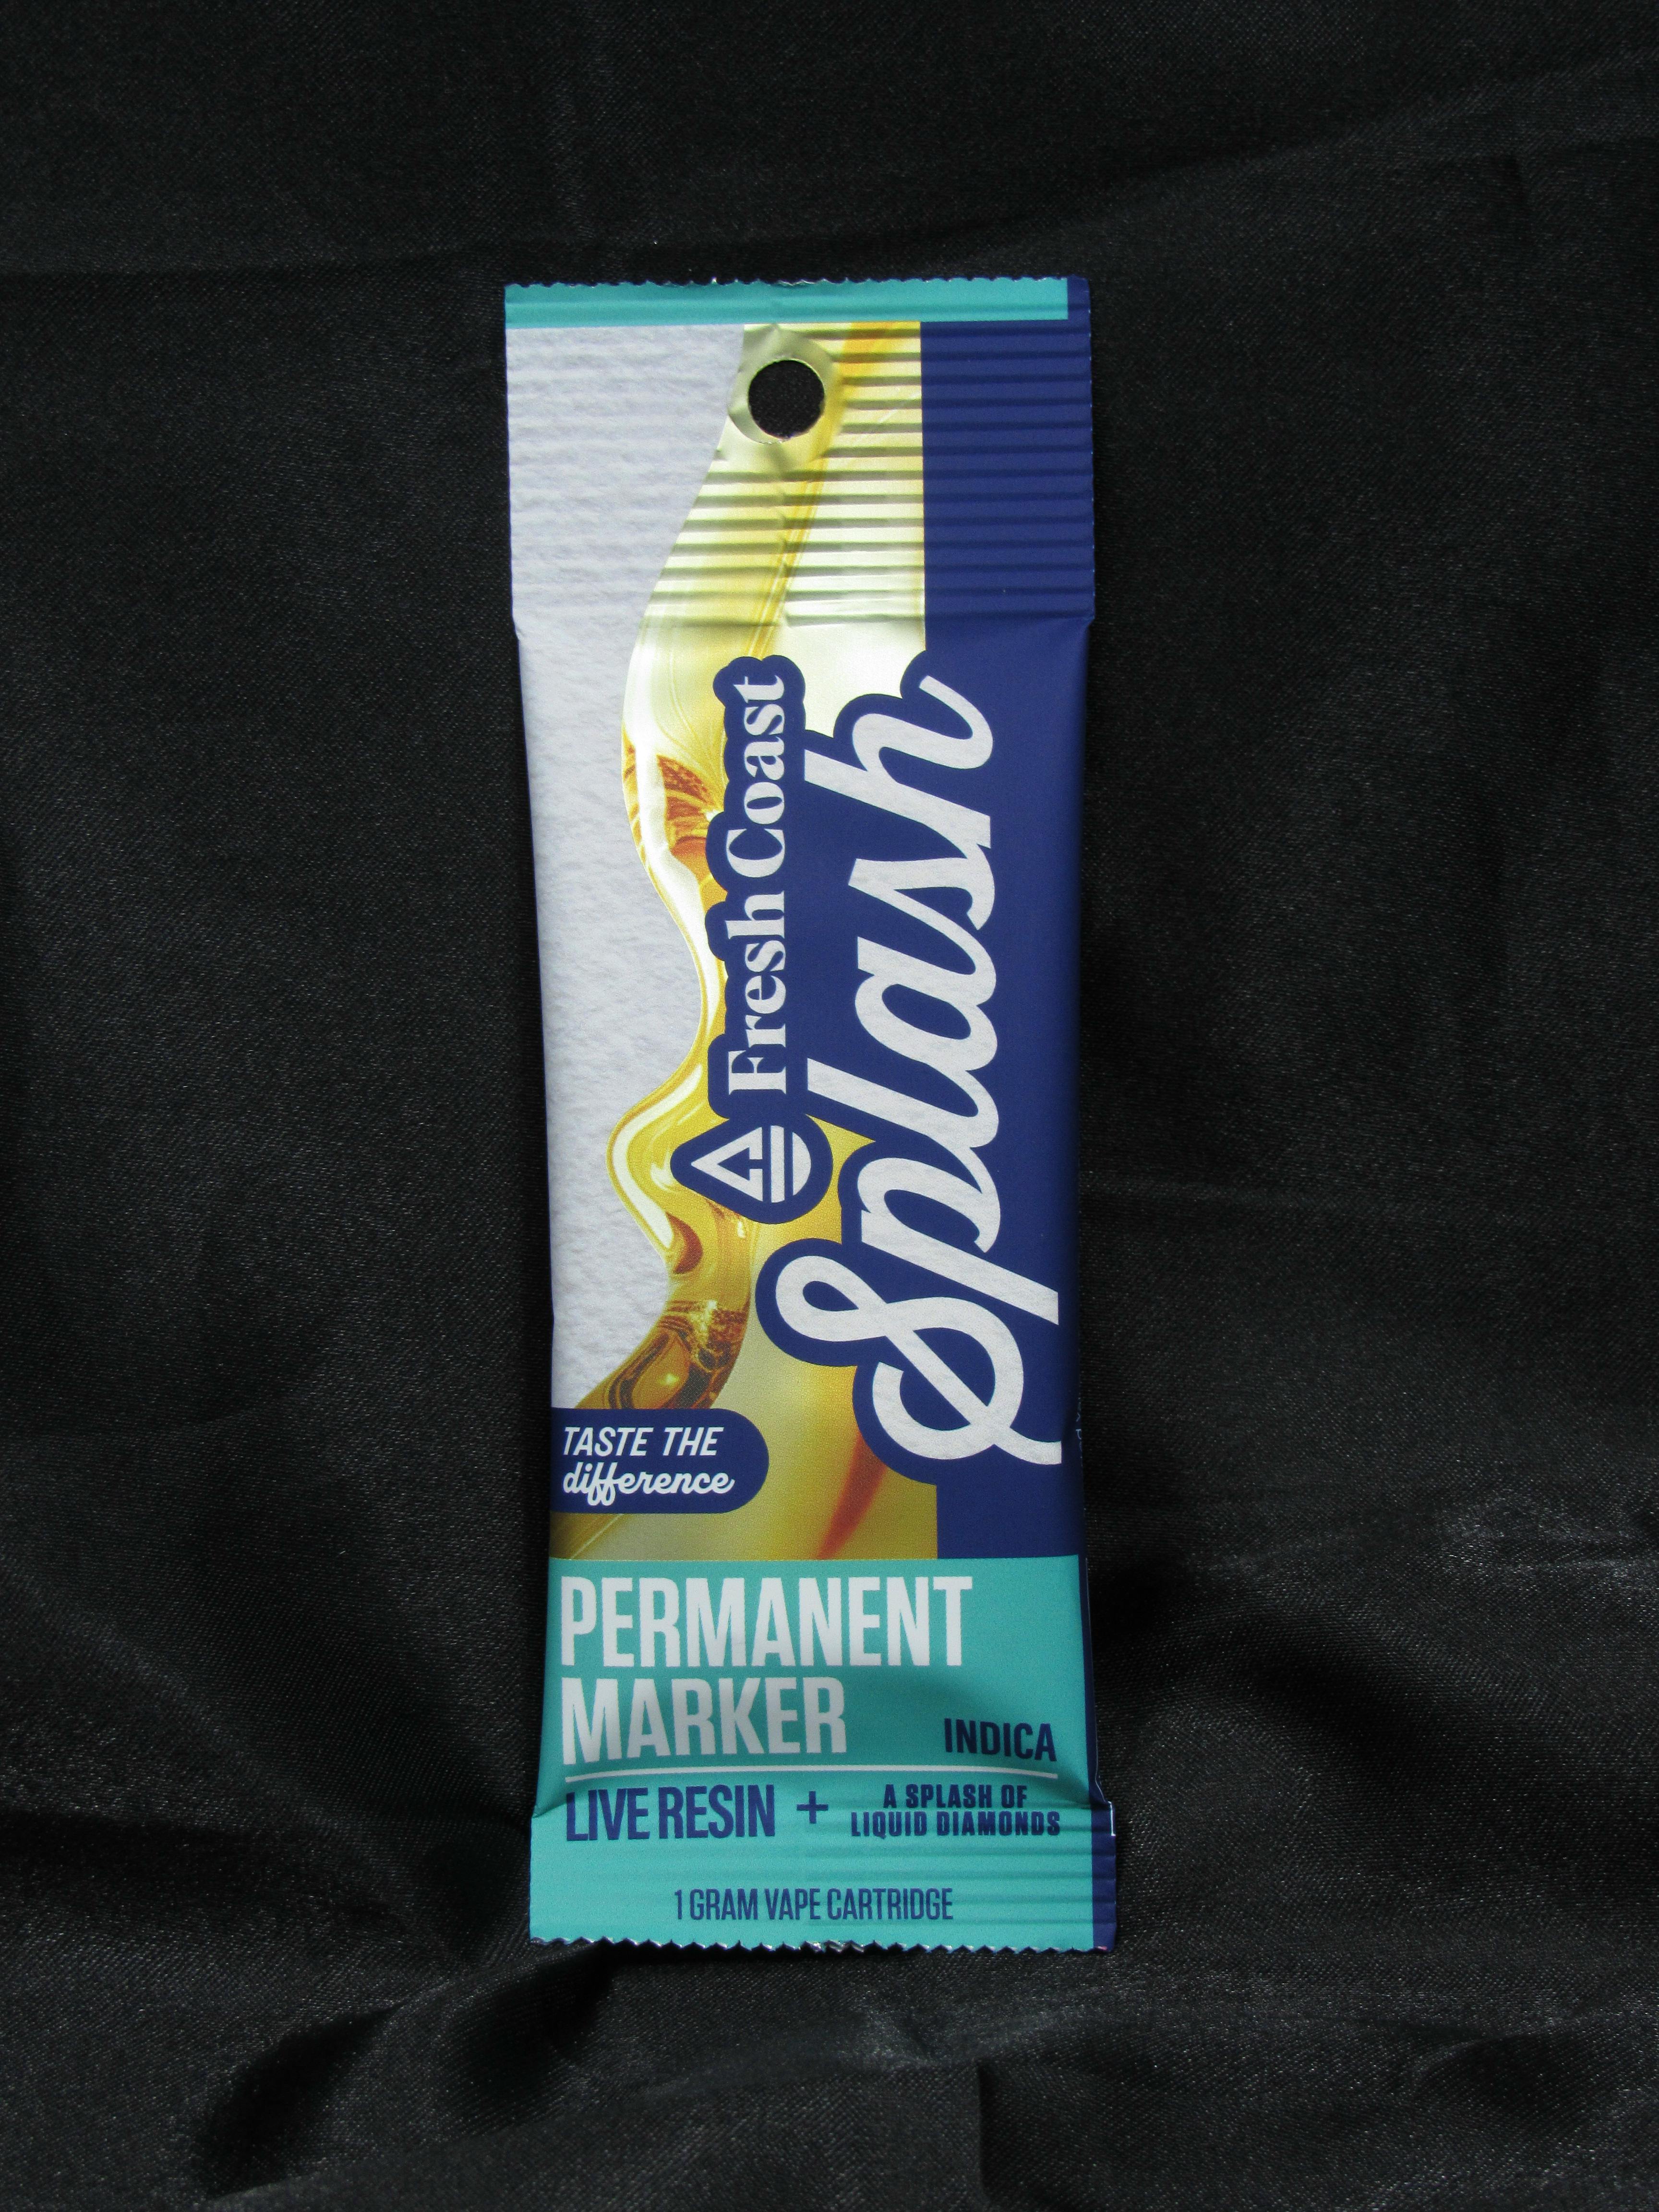 Fresh Coast
Splash
TASTE THE
difference
PERMANENT
MARKER
INDICA
LIVE RESIN +
A SPLASH OF
LIQUID DIAMONDS
1 GRAM VAPE CARTRIDGE